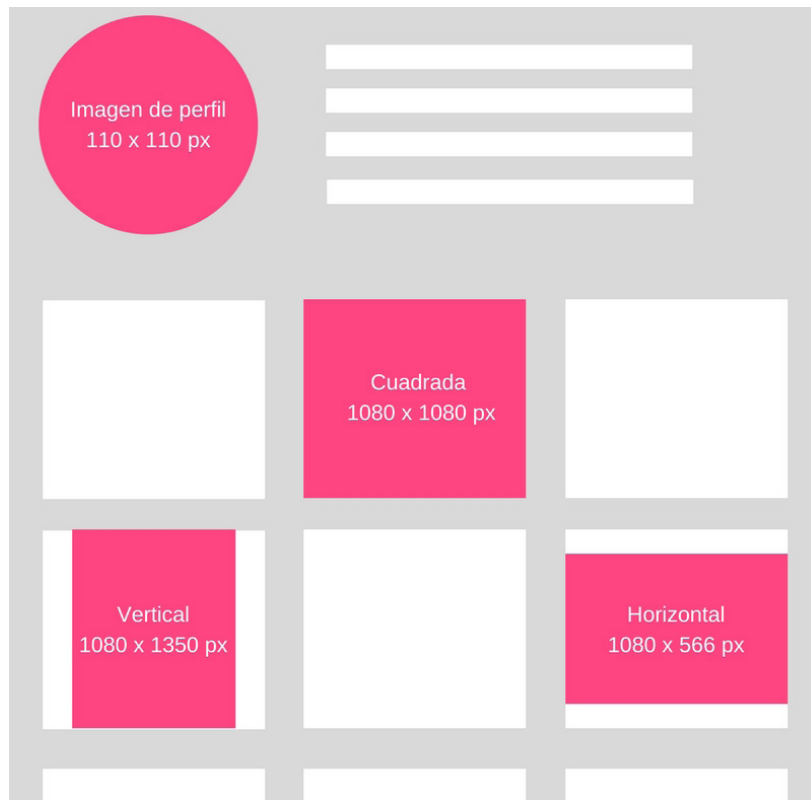 Imagen de perfil
110 x 110 px
Cuadrada
1080 x 1080 px
Vertical
1080 x 1350 px
Horizontal
1080 x 566 px